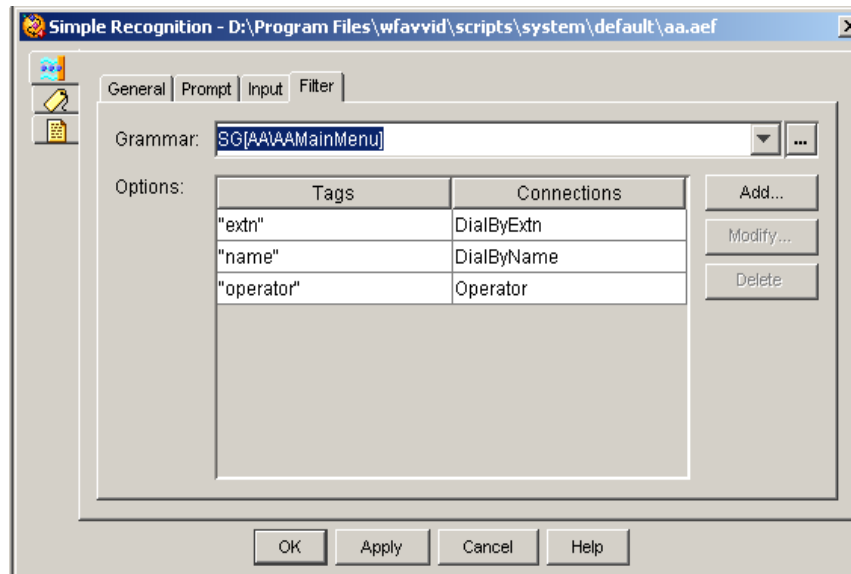 Simple Recognition - D:\Program Files\wfavvid\scripts\system\default\aa.aef
General Prompt Input Filter
Grammar: SG[AA\AAMainMenu] ...
Options: Tags Connections Add...
"extn" DialByExtn Modify...
"name" DialByName
"operator" Operator Delete
OK Apply Cancel Help